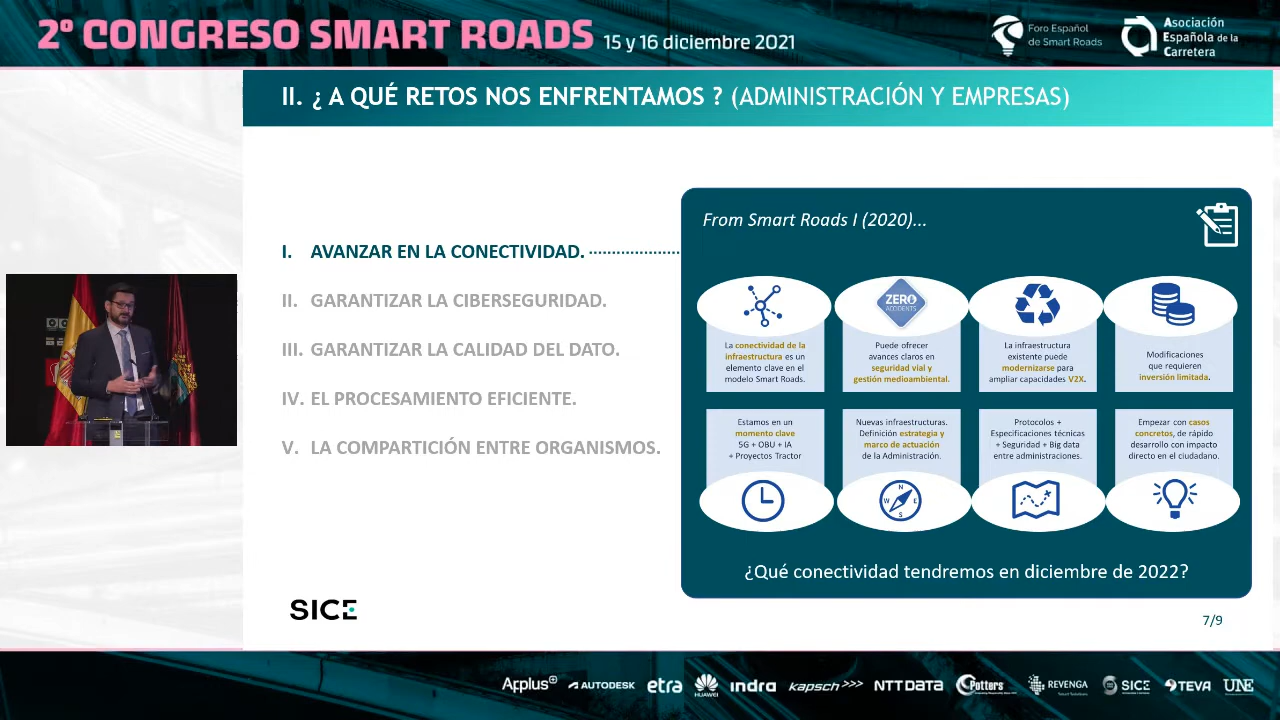 2º CONGRESO SMART ROADS 15 y 16 diciembre 2021
Foro Español
de Smart Roads
Asociación
Española de la
Carretera
II. ¿ A QUÉ RETOS NOS ENFRENTAMOS ? (ADMINISTRACIÓN Y EMPRESAS)
I. AVANZAR EN LA CONECTIVIDAD.
II. GARANTIZAR LA CIBERSEGURIDAD.
III. GARANTIZAR LA CALIDAD DEL DATO.
IV. EL PROCESAMIENTO EFICIENTE.
V. LA COMPARTICIÓN ENTRE ORGANISMOS.
From Smart Roads I (2020)...
La conectividad de la
infraestructura es un
elemento clave en el
modelo Smart Roads.
ZERO
ACCIDENTS
Puede ofrecer
avances claros en
seguridad vial y
gestión medioambiental.
La infraestructura
existente puede
modernizarse para
ampliar capacidades V2X.
Modificaciones
que requieren
inversión limitada.
Estamos en un
momento clave
5G + OBU + IA
+ Proyectos Tractor
Nuevas infraestructuras.
Definición estrategia y
marco de actuación
de la Administración.
N
W E
S
Protocolos +
Especificaciones técnicas
+ Seguridad + Big data
entre administraciones.
Empezar con casos
concretos, de rápido
desarrollo con impacto
directo en el ciudadano.
¿Qué conectividad tendremos en diciembre de 2022?
SICE
7/9
Applus+ AUTODESK etra HUAWEI indra kapsch >>> NTT DATA Potters REVENGA SICE TEVA UNE